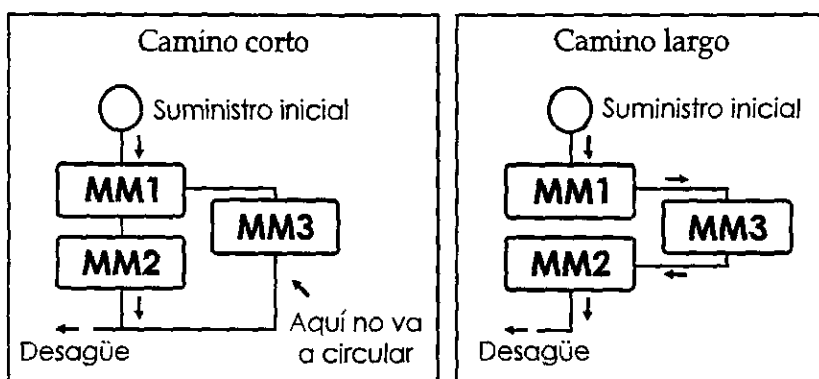 Camino corto
Suministro inicial
MM1
MM3
MM2
Aquí no va
a circular
Desagüe
Camino largo
Suministro inicial
MM1
MM3
MM2
Desagüe